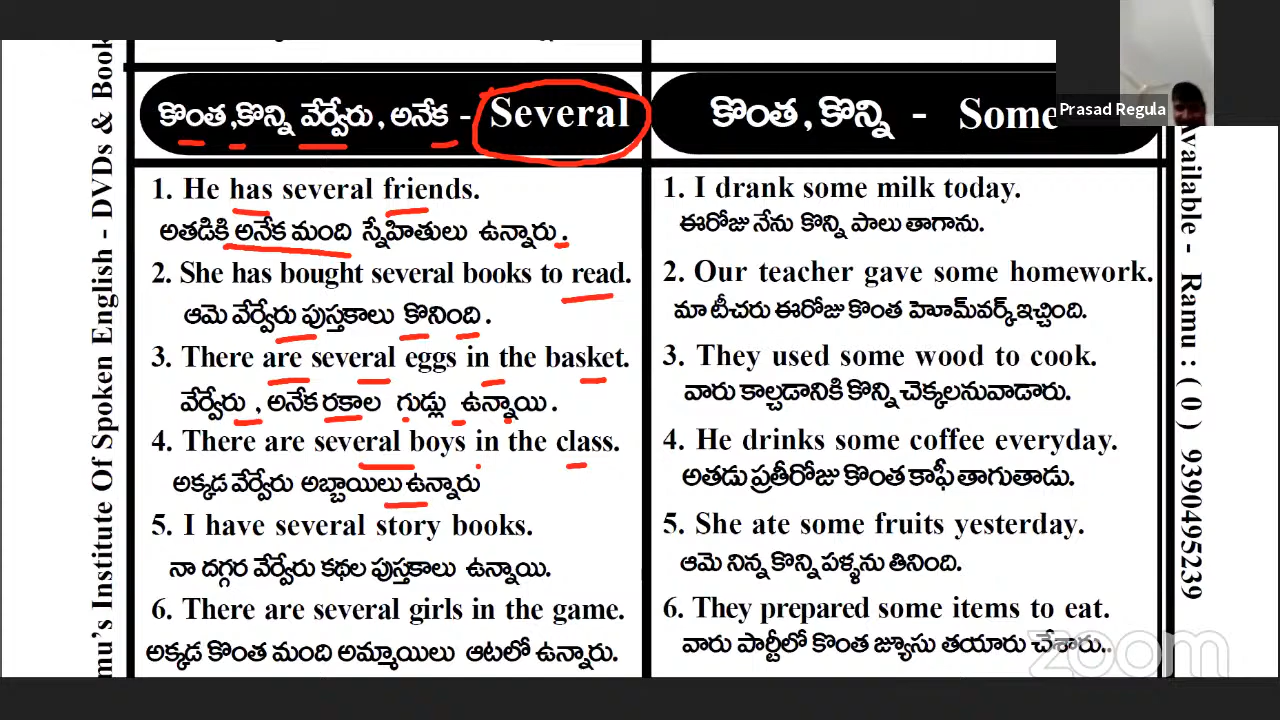 mu's Institute Of Spoken English - DVDs & Book
కొంత ,కొన్ని వేర్వేరు , అనేక - Several
1. He has several friends.
అతడికి అనేక మంది స్నేహితులు ఉన్నారు .
2. She has bought several books to read.
ఆమె వేర్వేరు పుస్తకాలు కొనింది .
3. There are several eggs in the basket.
వేర్వేరు , అనేక రకాల గుడ్లు ఉన్నాయి .
4. There are several boys in the class.
అక్కడ వేర్వేరు అబ్బాయిలు ఉన్నారు
5. I have several story books.
నా దగ్గర వేర్వేరు కథల పుస్తకాలు ఉన్నాయి.
6. There are several girls in the game.
అక్కడ కొంత మంది అమ్మాయిలు ఆటలో ఉన్నారు.
కొంత , కొన్ని - Some
1. I drank some milk today.
ఈరోజు నేను కొన్ని పాలు తాగాను.
2. Our teacher gave some homework.
మా టీచరు ఈరోజు కొంత హెూమ్‌వర్క్ ఇచ్చింది.
3. They used some wood to cook.
వారు కాల్చడానికి కొన్ని చెక్కలనువాడారు.
4. He drinks some coffee everyday.
అతడు ప్రతీరోజు కొంత కాఫీ తాగుతాడు.
5. She ate some fruits yesterday.
ఆమె నిన్న కొన్ని పళ్ళను తినింది.
6. They prepared some items to eat.
వారు పార్టీలో కొంత జ్యూసు తయారు చేశారు..
Available - Ramu : ( 0 ) 9390495239
Prasad Regula
zoom